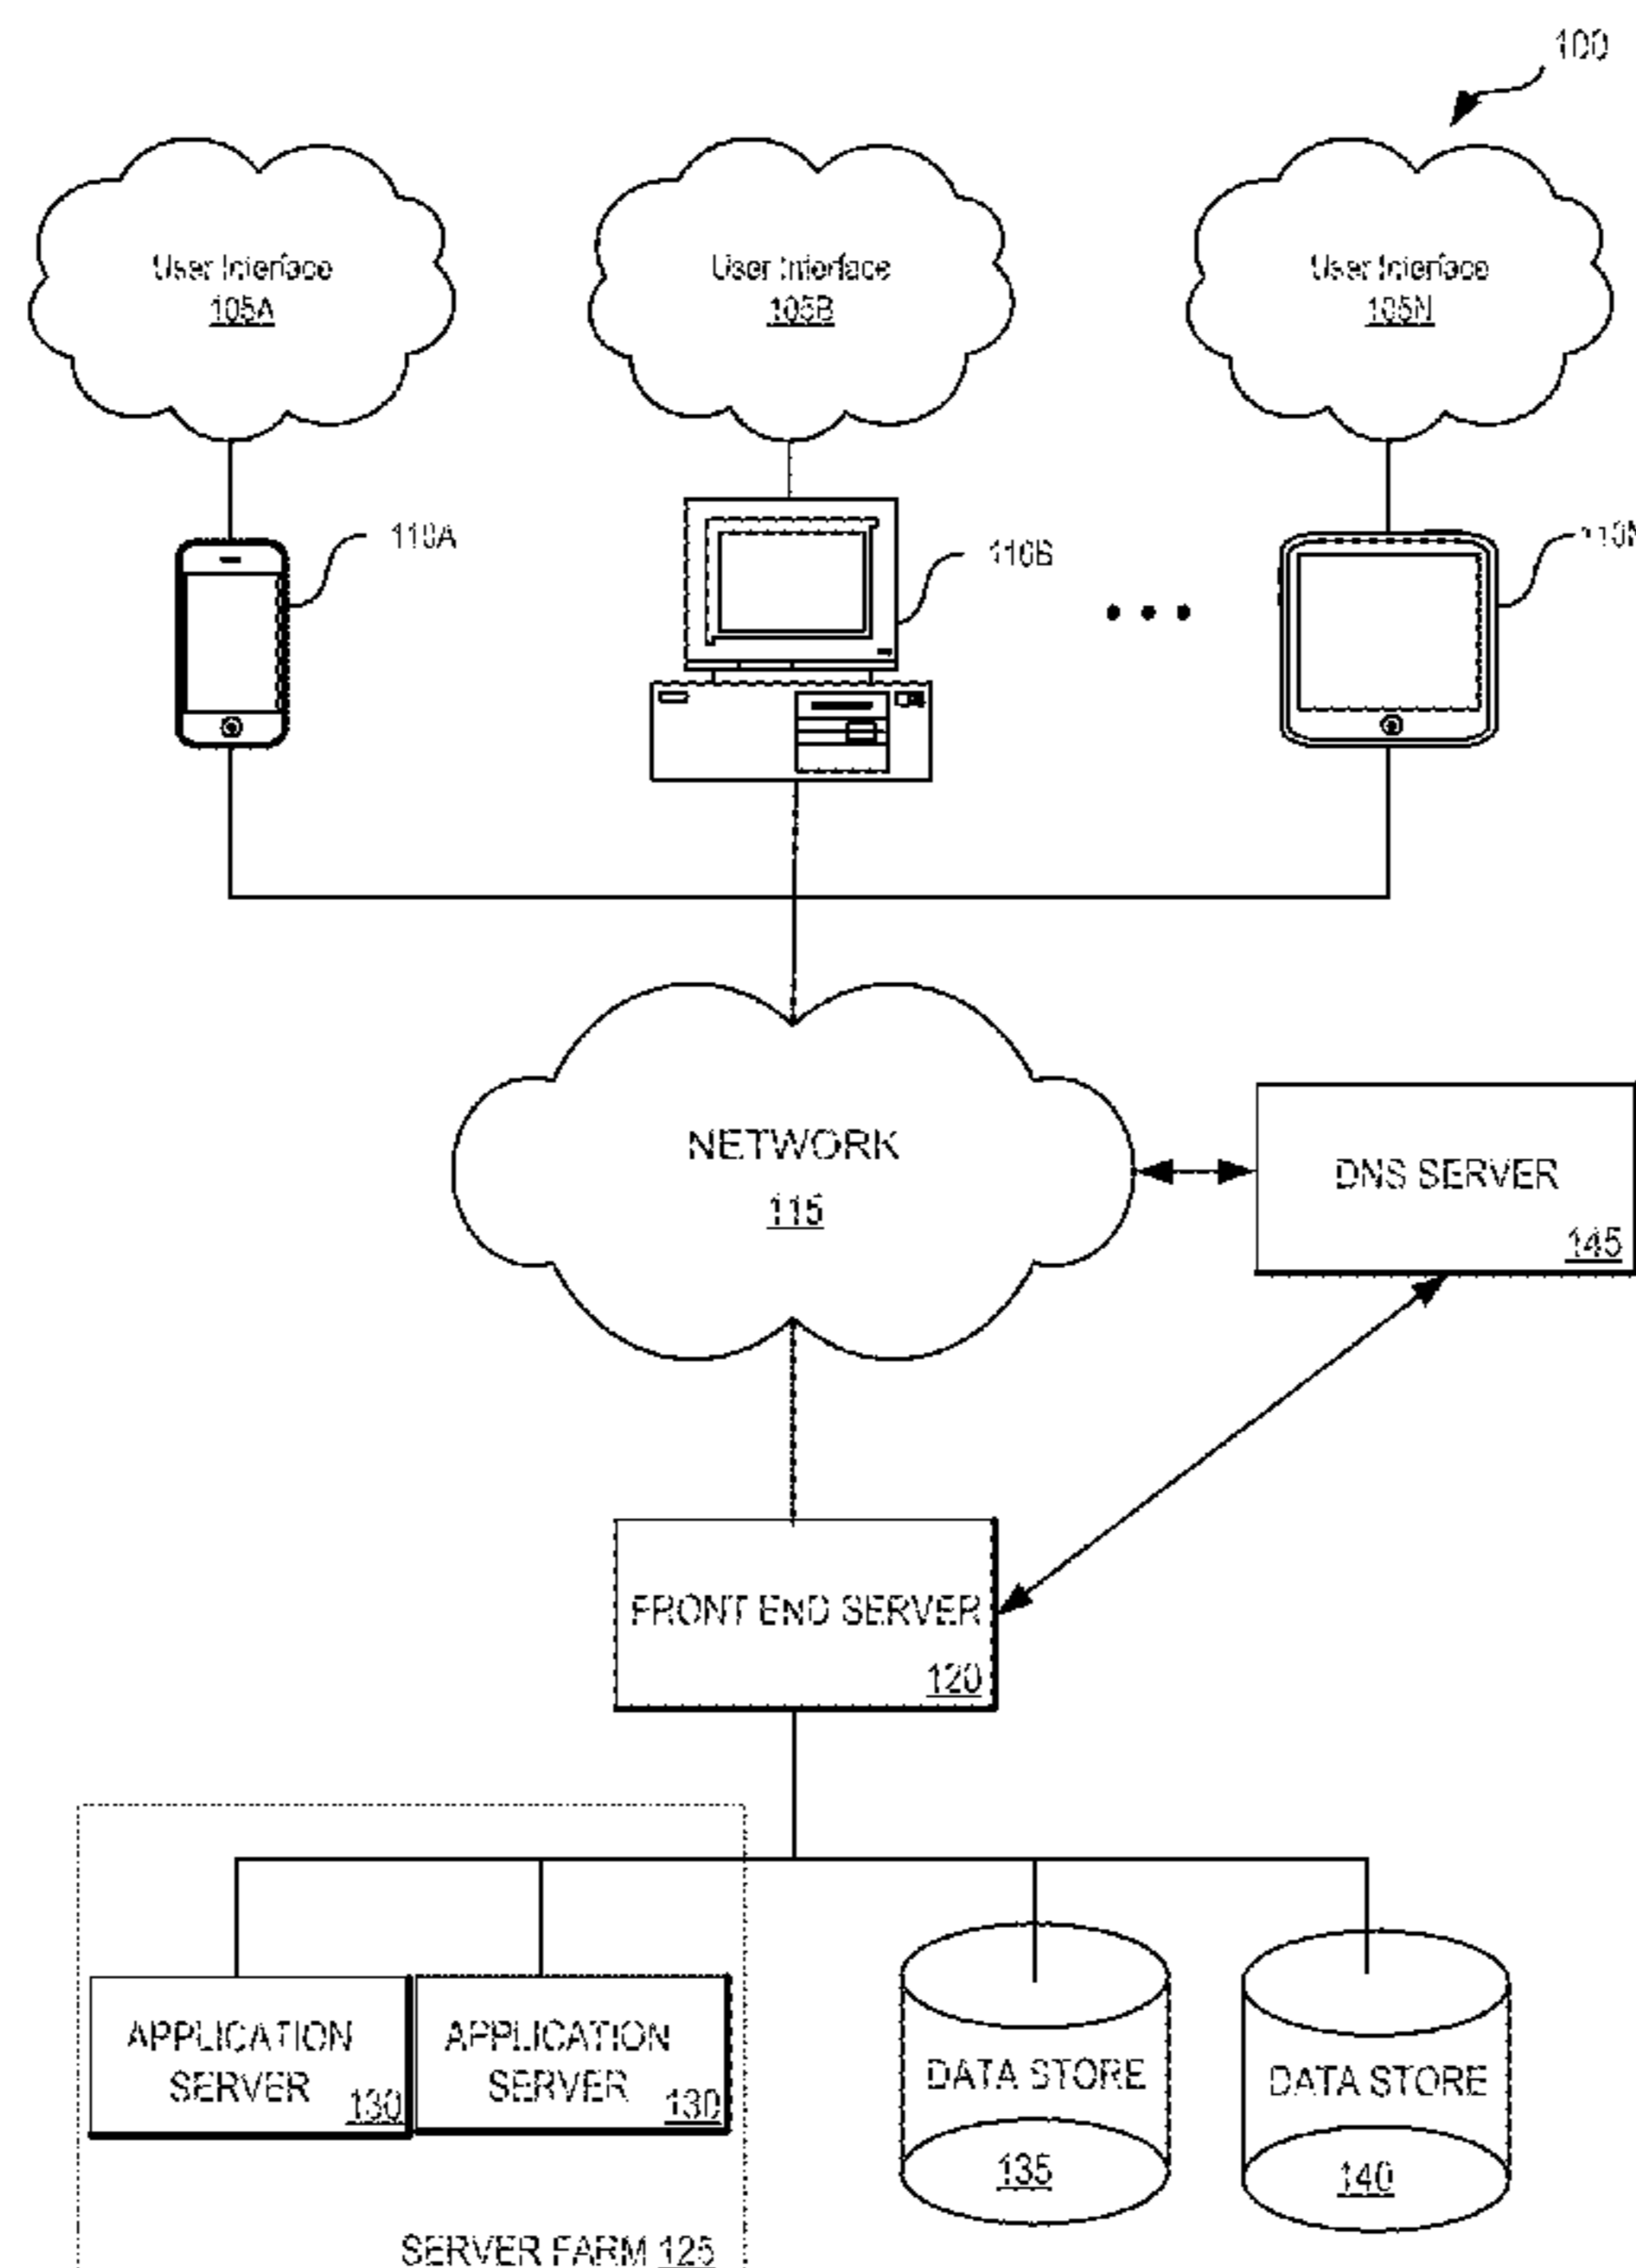 100
User Interface
105A
User Interface
105B
User Interface
105N
110A
110B
110N
NETWORK
115
DNS SERVER
145
FRONT END SERVER
120
APPLICATION
SERVER 130
APPLICATION
SERVER 130
DATA STORE
135
DATA STORE
140
SERVER FARM 125